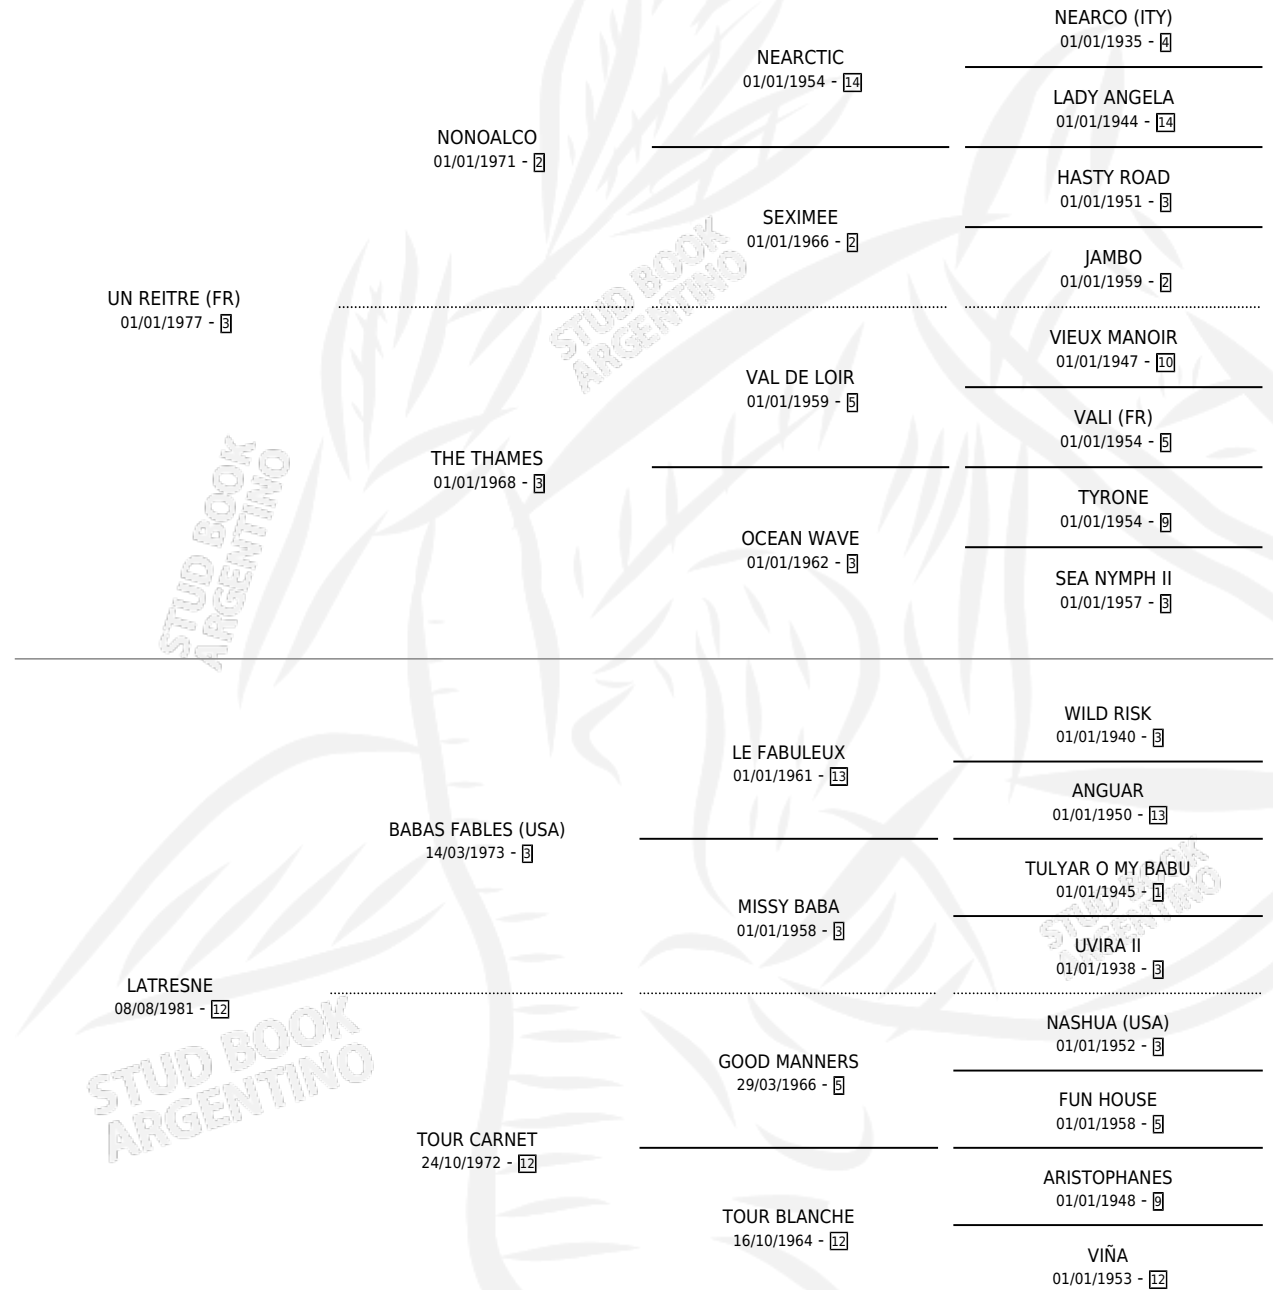 NEARCO (ITY)
01/01/1935 - 4
NEARCTIC
01/01/1954 - 14
LADY ANGELA
01/01/1944 - 14
NONOALCO
01/01/1971 - 2
HASTY ROAD
01/01/1951 - 3
SEXIMEE
01/01/1966 - 2
JAMBO
01/01/1959 - 2
UN REITRE (FR)
01/01/1977 - 3
VIEUX MANOIR
01/01/1947 - 10
VAL DE LOIR
01/01/1959 - 5
VALI (FR)
01/01/1954 - 5
THE THAMES
01/01/1968 - 3
TYRONE
01/01/1954 - 9
OCEAN WAVE
01/01/1962 - 3
SEA NYMPH II
01/01/1957 - 3
WILD RISK
01/01/1940 - 3
LE FABULEUX
01/01/1961 - 13
ANGUAR
01/01/1950 - 13
BABAS FABLES (USA)
14/03/1973 - 3
TULYAR O MY BABU
01/01/1945 - 1
MISSY BABA
01/01/1958 - 3
UVIRA II
01/01/1938 - 3
LATRESNE
08/08/1981 - 12
NASHUA (USA)
01/01/1952 - 3
GOOD MANNERS
29/03/1966 - 5
FUN HOUSE
01/01/1958 - 5
TOUR CARNET
24/10/1972 - 12
ARISTOPHANES
01/01/1948 - 9
TOUR BLANCHE
16/10/1964 - 12
VIÑA
01/01/1953 - 12
STUD BOOK
ARGENTINO
STUD BOOK
ARGENTINO
STUD BOOK
ARGENTINO
STUD BOOK
ARGENTINO